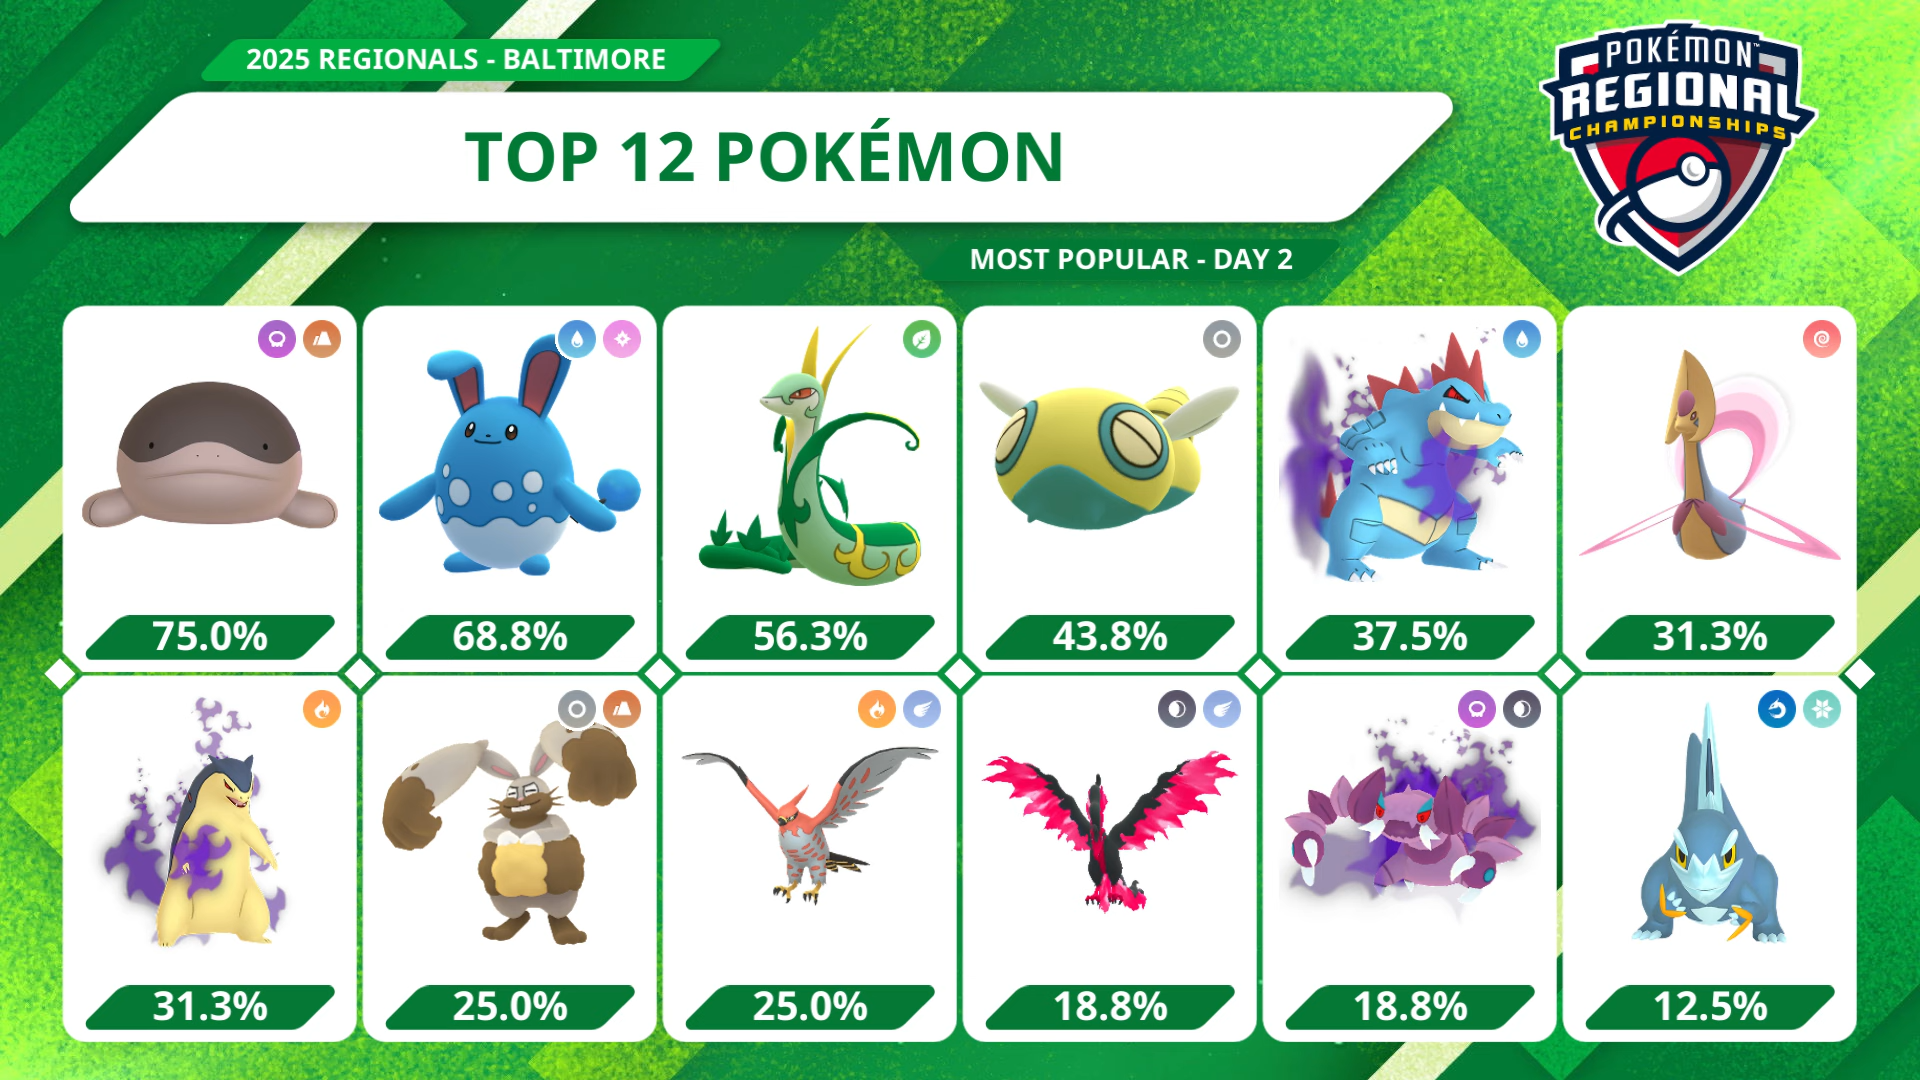 2025 REGIONALS - BALTIMORE
TOP 12 POKÉMON
POKÉMON™
REGIONAL
CHAMPIONSHIPS
MOST POPULAR - DAY 2
75.0%
68.8%
56.3%
43.8%
37.5%
31.3%
31.3%
25.0%
25.0%
18.8%
18.8%
12.5%